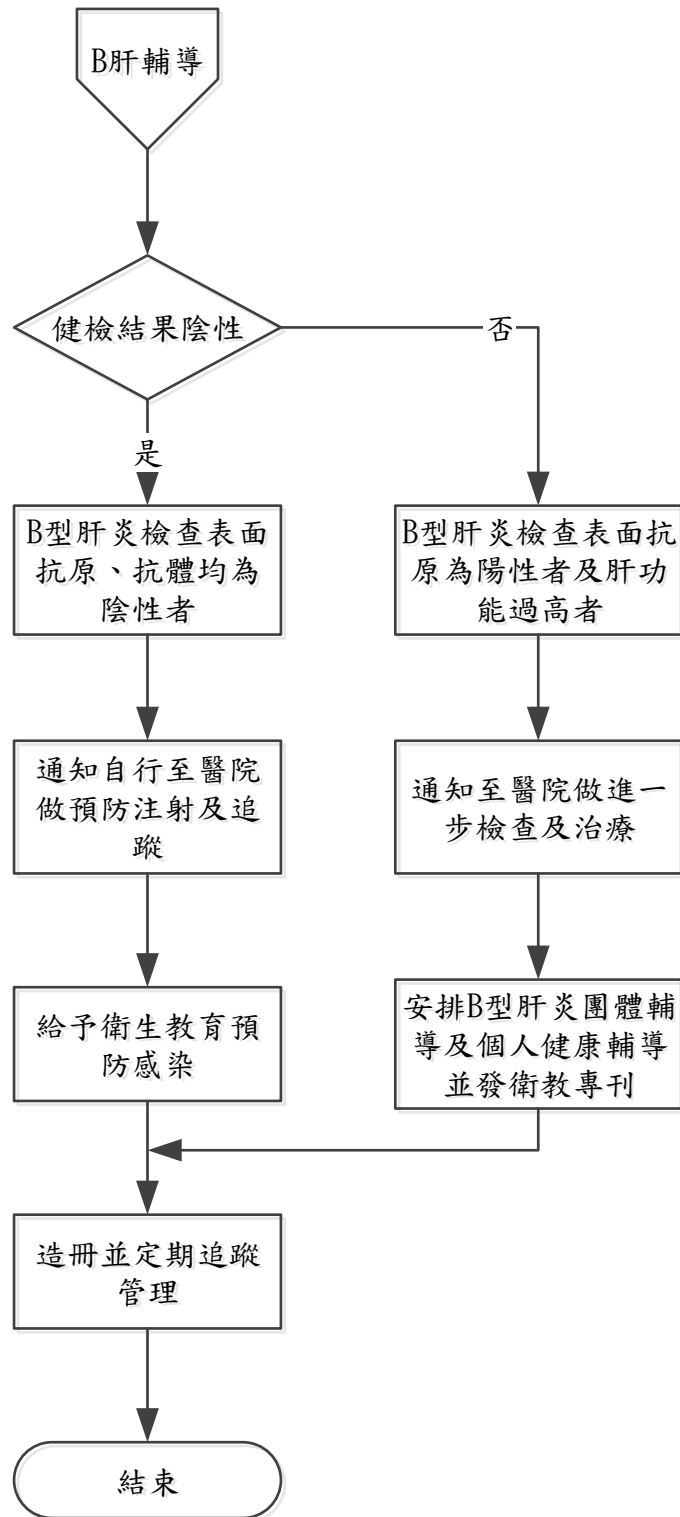 B肝輔導
健檢結果陰性
否
是
B型肝炎檢查表面
抗原、抗體均為
陰性者
B型肝炎檢查表面抗
原為陽性者及肝功
能過高者
通知自行至醫院
做預防注射及追
蹤
通知至醫院做進一
步檢查及治療
給予衛生教育預
防感染
安排B型肝炎團體輔
導及個人健康輔導
並發衛教專刊
造冊並定期追蹤
管理
結束